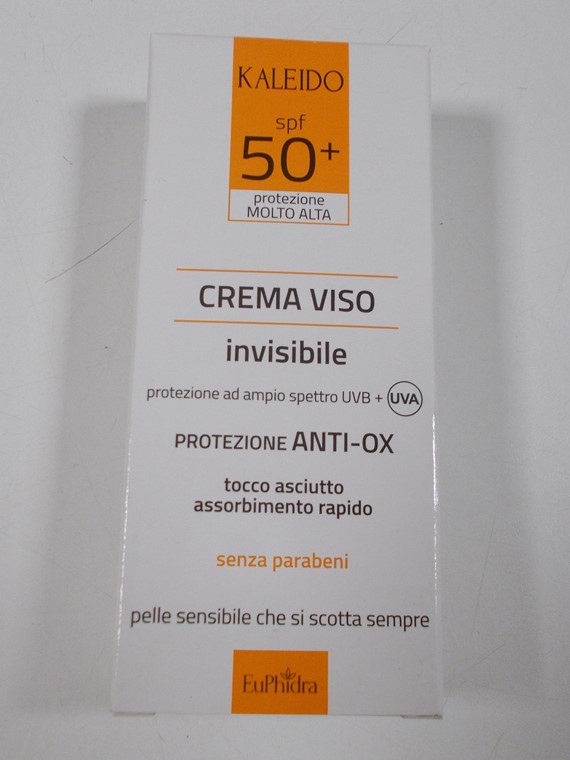 KALEIDO
spf
50+
protezione
MOLTO ALTA
CREMA VISO
invisibile
protezione ad ampio spettro UVB + UVA
PROTEZIONE ANTI-OX
tocco asciutto
assorbimento rapido
senza parabeni
pelle sensibile che si scotta sempre
EuPhidra